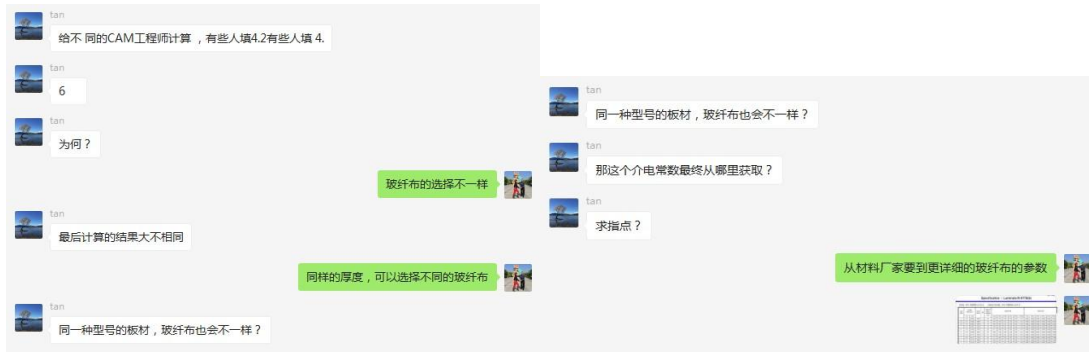 tan
给不 同的CAM工程师计算 ，有些人填4.2有些人填 4.
tan
6
tan
为何？
玻纤布的选择不一样
tan
最后计算的结果大不相同
同样的厚度，可以选择不同的玻纤布
tan
同一种型号的板材，玻纤布也会不一样？
tan
同一种型号的板材，玻纤布也会不一样？
tan
那这个介电常数最终从哪里获取？
tan
求指点？
从材料厂家要到更详细的玻纤布的参数